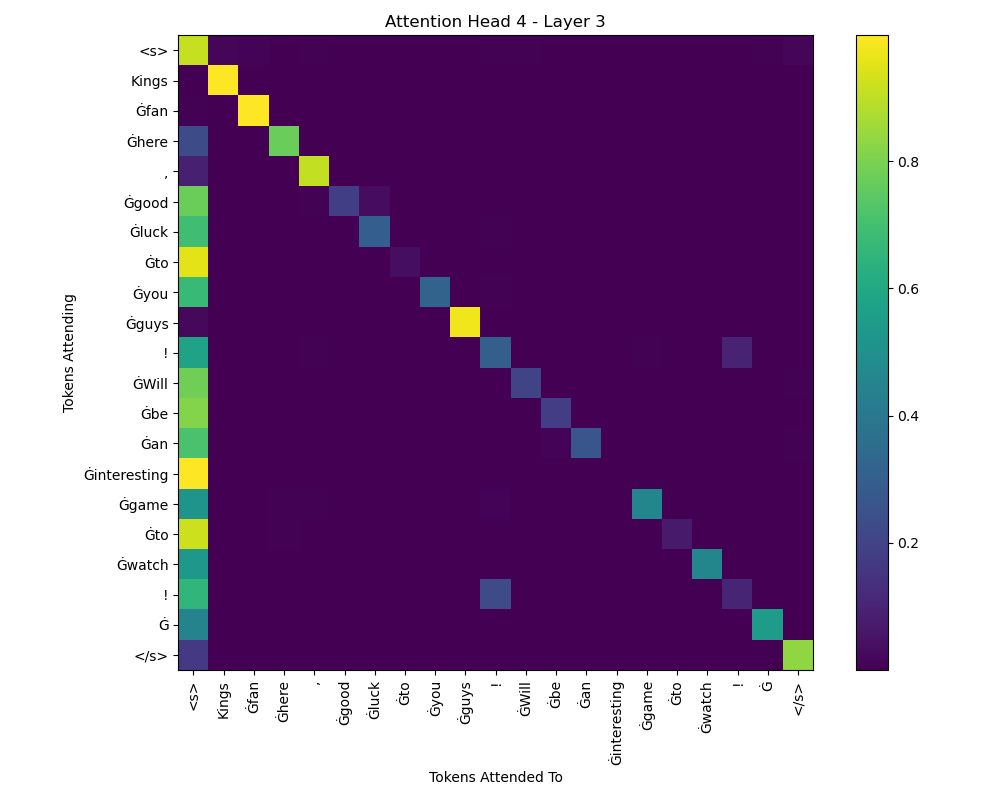 Attention Head 4 - Layer 3
<s>
Kings
Ġfan
Ġhere
,
Ġgood
Ġluck
Ġto
Ġyou
Ġguys
!
ĠWill
Ġbe
Ġan
Ġinteresting
Ġgame
Ġto
Ġwatch
!
Ġ
</s>
Tokens Attending
<s>
Kings
Ġfan
Ġhere
,
Ġgood
Ġluck
Ġto
Ġyou
Ġguys
!
ĠWill
Ġbe
Ġan
Ġinteresting
Ġgame
Ġto
Ġwatch
!
Ġ
</s>
Tokens Attended To
0.8
0.6
0.4
0.2